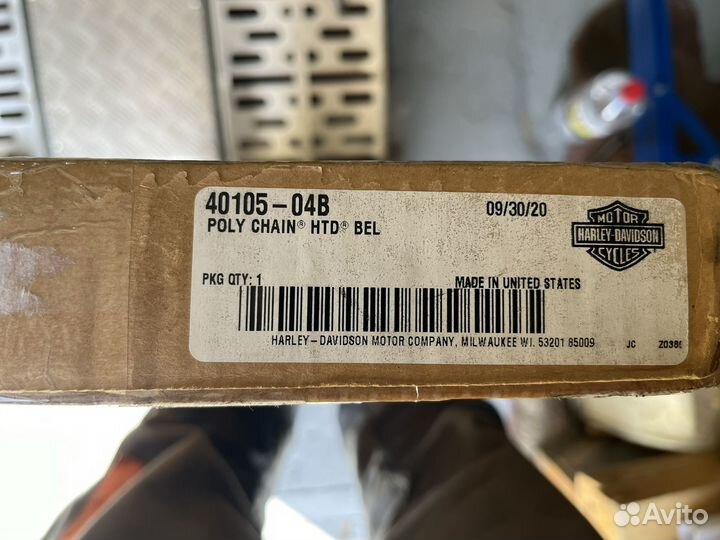 40105-04B
09/30/20
POLY CHAIN® HTD® BEL
MOTOR
HARLEY-DAVIDSON
CYCLES
PKG QTY: 1
MADE IN UNITED STATES
HARLEY-DAVIDSON MOTOR COMPANY, MILWAUKEE WI. 53201 85009
JC
Avito